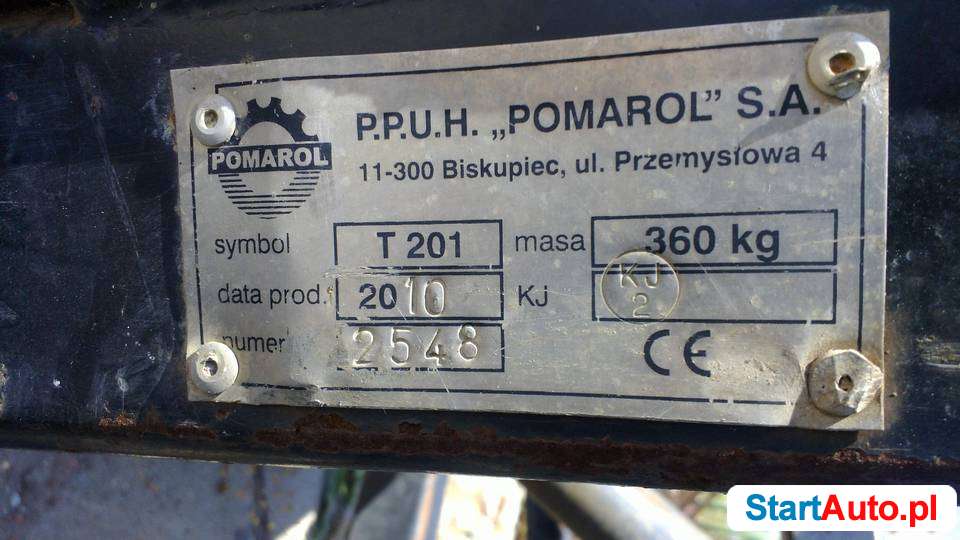 POMAROL
P.P.U.H. „POMAROL” S.A.
11-300 Biskupiec, ul. Przemysłowa 4
symbol T 201 masa 360 kg
data prod. 2010 KJ KJ 2
numer 2548 CE
StartAuto.pl